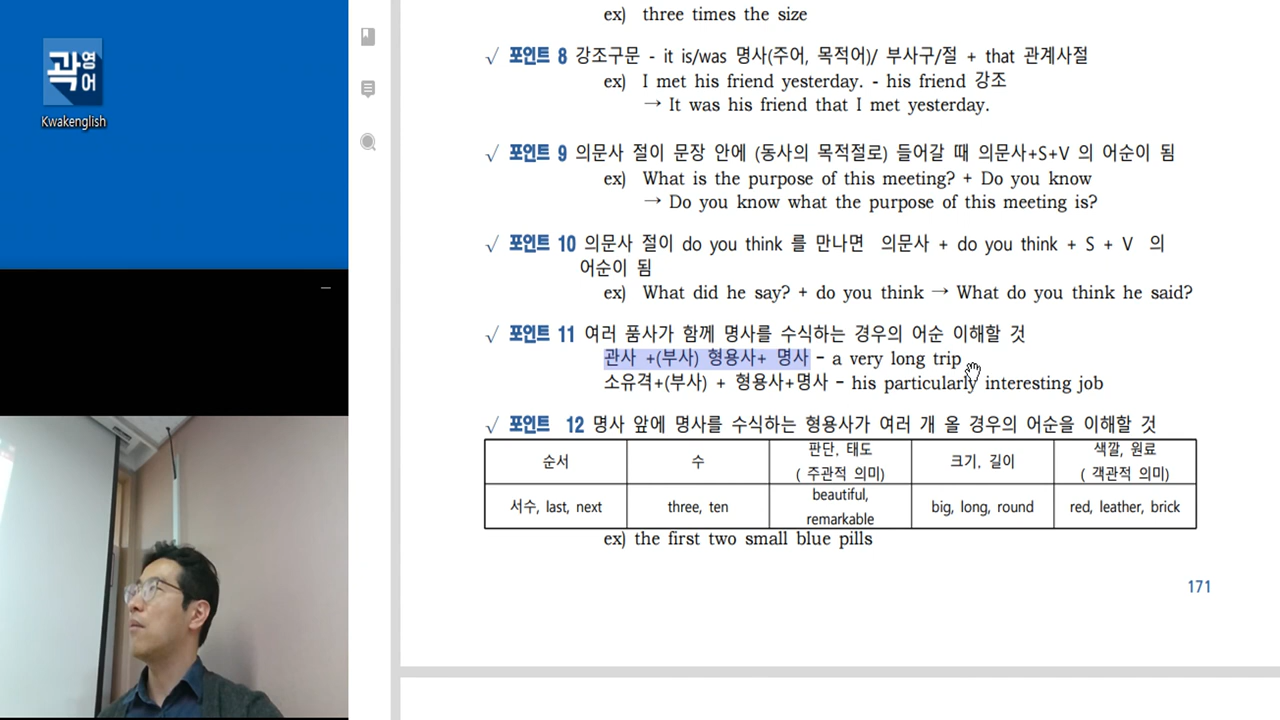 곽영어
Kwakenglish
ex) three times the size
√ 포인트 8 강조구문 - it is/was 명사(주어, 목적어)/ 부사구/절 + that 관계사절
ex) I met his friend yesterday. - his friend 강조
→ It was his friend that I met yesterday.
√ 포인트 9 의문사 절이 문장 안에 (동사의 목적절로) 들어갈 때 의문사+S+V 의 어순이 됨
ex) What is the purpose of this meeting? + Do you know
→ Do you know what the purpose of this meeting is?
√ 포인트 10 의문사 절이 do you think 를 만나면 의문사 + do you think + S + V 의
어순이 됨
ex) What did he say? + do you think → What do you think he said?
√ 포인트 11 여러 품사가 함께 명사를 수식하는 경우의 어순 이해할 것
관사 +(부사) 형용사+ 명사 - a very long trip
소유격+(부사) + 형용사+명사 - his particularly interesting job
√ 포인트 12 명사 앞에 명사를 수식하는 형용사가 여러 개 올 경우의 어순을 이해할 것
순서 수 판단, 태도 크기, 길이 색깔, 원료
( 주관적 의미) ( 객관적 의미)
서수, last, next three, ten beautiful, big, long, round red, leather, brick
remarkable
ex) the first two small blue pills
171